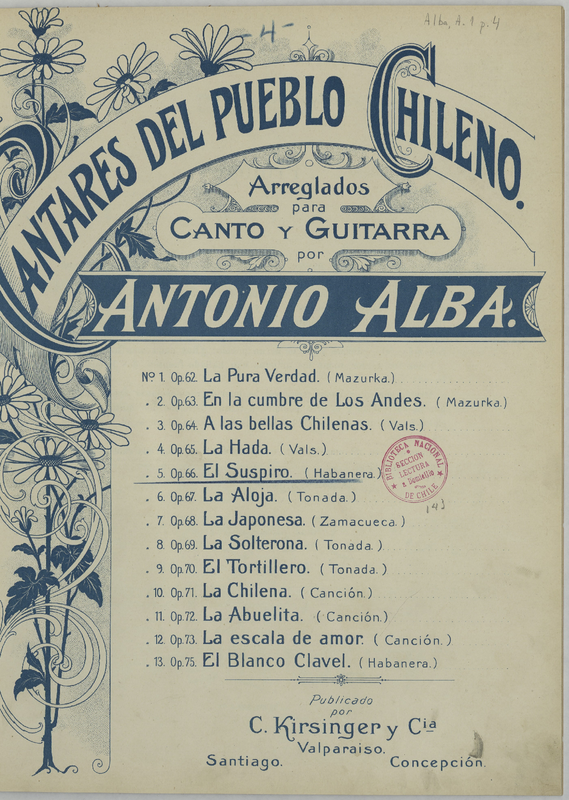 -4-
Alba, A. 1 p. 4
CANTARES DEL PUEBLO CHILENO.
Arreglados
para
CANTO Y GUITARRA
por
ANTONIO ALBA.
Nº 1. Op. 62. La Pura Verdad. (Mazurka.)
„ 2. Op. 63. En la cumbre de Los Andes. (Mazurka.)
„ 3. Op. 64. A las bellas Chilenas. (Vals.)
„ 4. Op. 65. La Hada. (Vals.)
„ 5. Op. 66. El Suspiro. (Habanera.)
„ 6. Op. 67. La Aloja. (Tonada.)
„ 7. Op. 68. La Japonesa. (Zamacueca.)
„ 8. Op. 69. La Solterona. (Tonada.)
„ 9. Op. 70. El Tortillero. (Tonada.)
„ 10. Op. 71. La Chilena. (Canción.)
„ 11. Op. 72. La Abuelita. (Canción.)
„ 12. Op. 73. La escala de amor. (Canción.)
„ 13. Op. 75. El Blanco Clavel. (Habanera.)
BIBLIOTECA NACIONAL
SECCION
LECTURA
a Domicilio
DE CHILE
Publicado
por
C. Kirsinger y Cia
Valparaiso.
Santiago. Concepción.